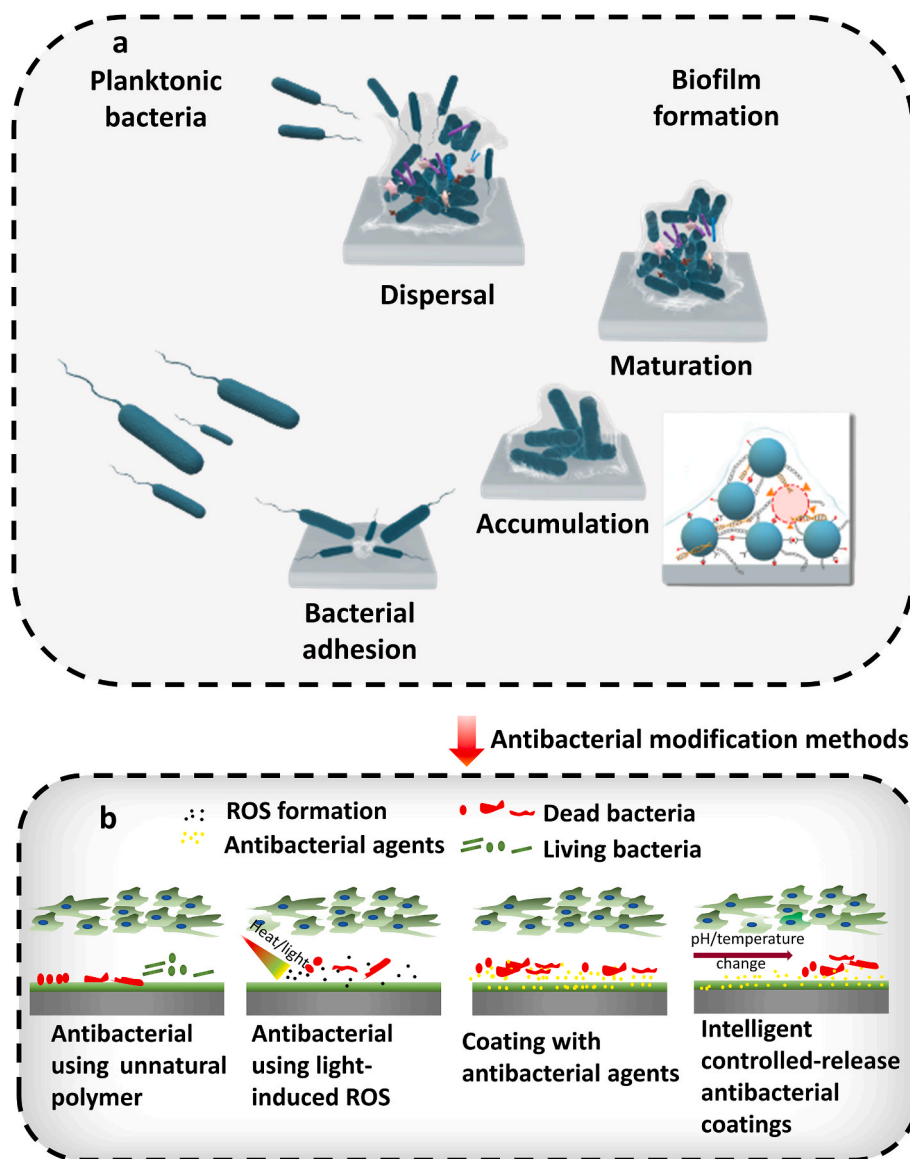 a
Planktonic
bacteria
Biofilm
formation
Dispersal
Maturation
Accumulation
Bacterial
adhesion
Antibacterial modification methods
b
ROS formation
Antibacterial agents
Dead bacteria
Living bacteria
Heat/light
pH/temperature
change
Antibacterial
using unnatural
polymer
Antibacterial
using light-
induced ROS
Coating with
antibacterial agents
Intelligent
controlled-release
antibacterial
coatings